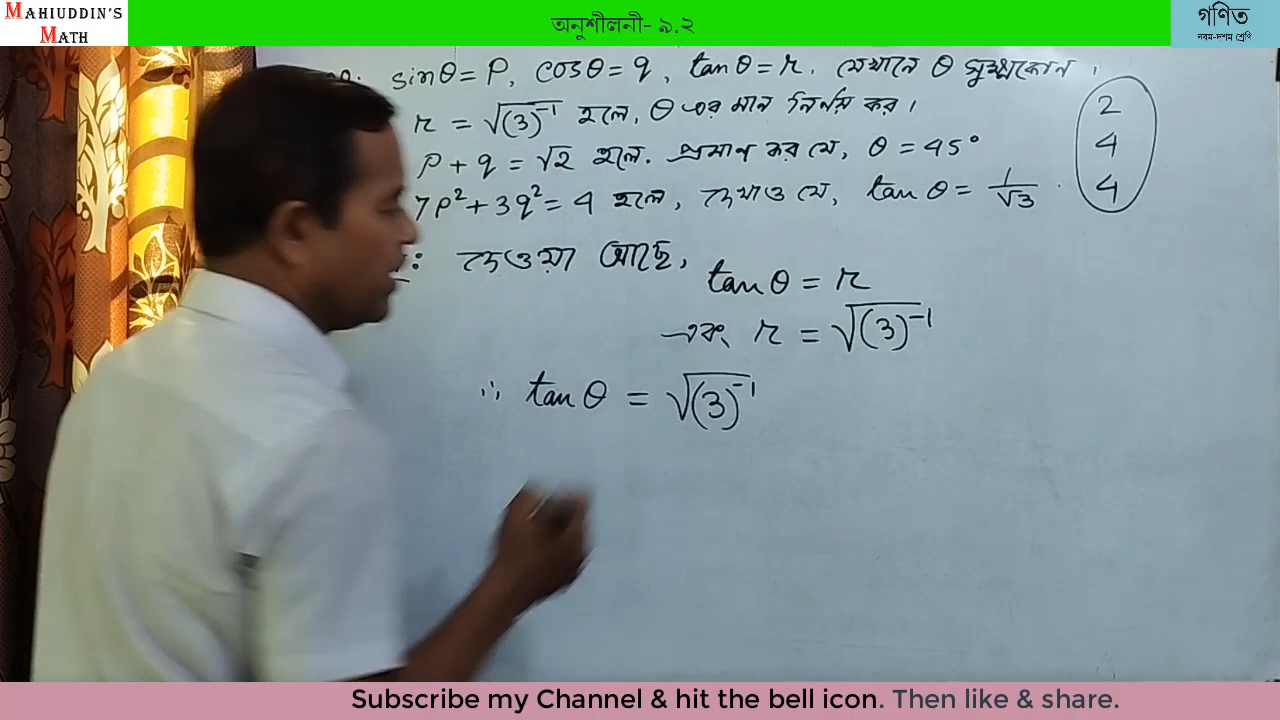 MAHIUDDIN'S
MATH
অনুশীলনী- ৯.২
গণিত
নবম-দশম শ্রেণি
sinθ = P, cosθ = q, tanθ = r. যেখানে θ সূক্ষ্মকোন।
r = √(3)⁻¹ হলে, θ এর মান নির্ণয় কর। 2
P + q = √2 হলে. প্রমাণ কর যে, θ = 45° 4
7P² + 3q² = 4 হলে, দেখাও যে, tanθ = 1/√3 . 4
: দেওয়া আছে,
tanθ = r
এবং r = √(3)⁻¹
∴ tanθ = √(3)⁻¹
Subscribe my Channel & hit the bell icon. Then like & share.